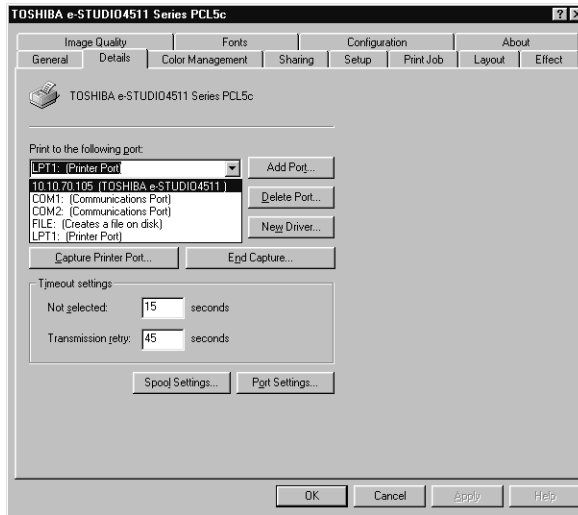 TOSHIBA e-STUDIO4511 Series PCL5c
Image Quality Fonts Configuration About
General Details Color Management Sharing Setup Print Job Layout Effect
TOSHIBA e-STUDIO4511 Series PCL5c
Print to the following port:
LPT1: (Printer Port) Add Port...
10.10.70.105 (TOSHIBA e-STUDIO4511 )
COM1: (Communications Port) Delete Port...
COM2: (Communications Port)
FILE: (Creates a file on disk) New Driver...
LPT1: (Printer Port)
Capture Printer Port... End Capture...
Timeout settings
Not selected: 15 seconds
Transmission retry: 45 seconds
Spool Settings... Port Settings...
OK Cancel Apply Help